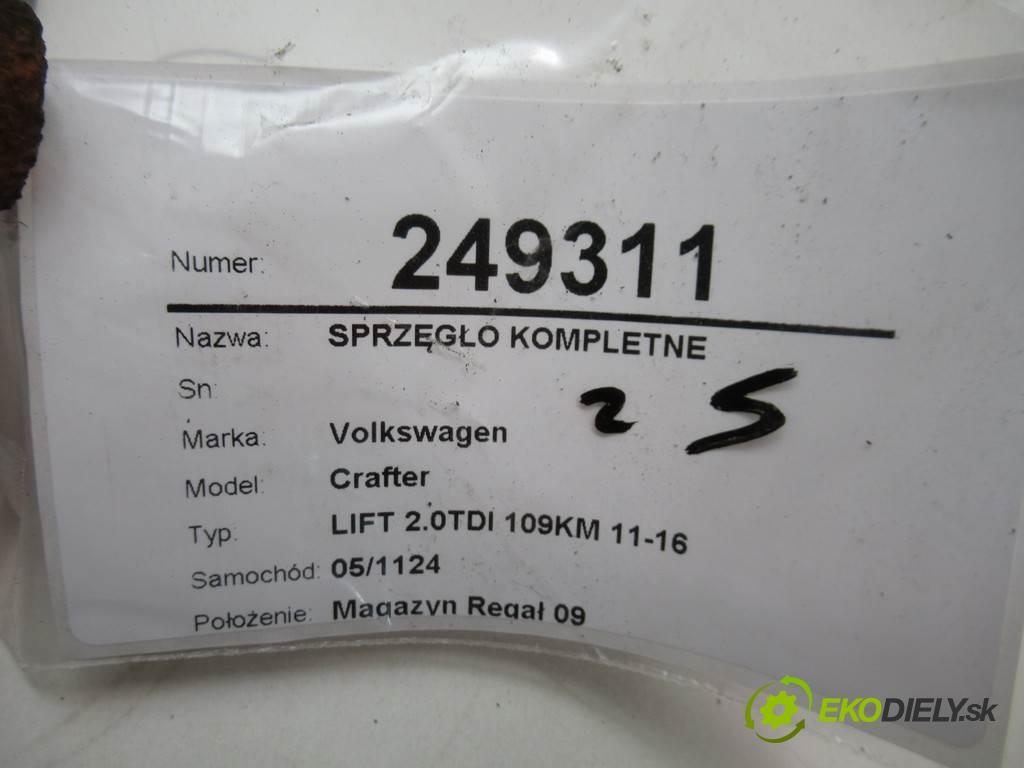 Numer: 249311
Nazwa: SPRZĘGŁO KOMPLETNE
Sn:
2 S
Marka: Volkswagen
Model: Crafter
Typ: LIFT 2.0TDI 109KM 11-16
Samochód: 05/1124
Położenie: Magazyn Regał 09
EKODIELY.sk